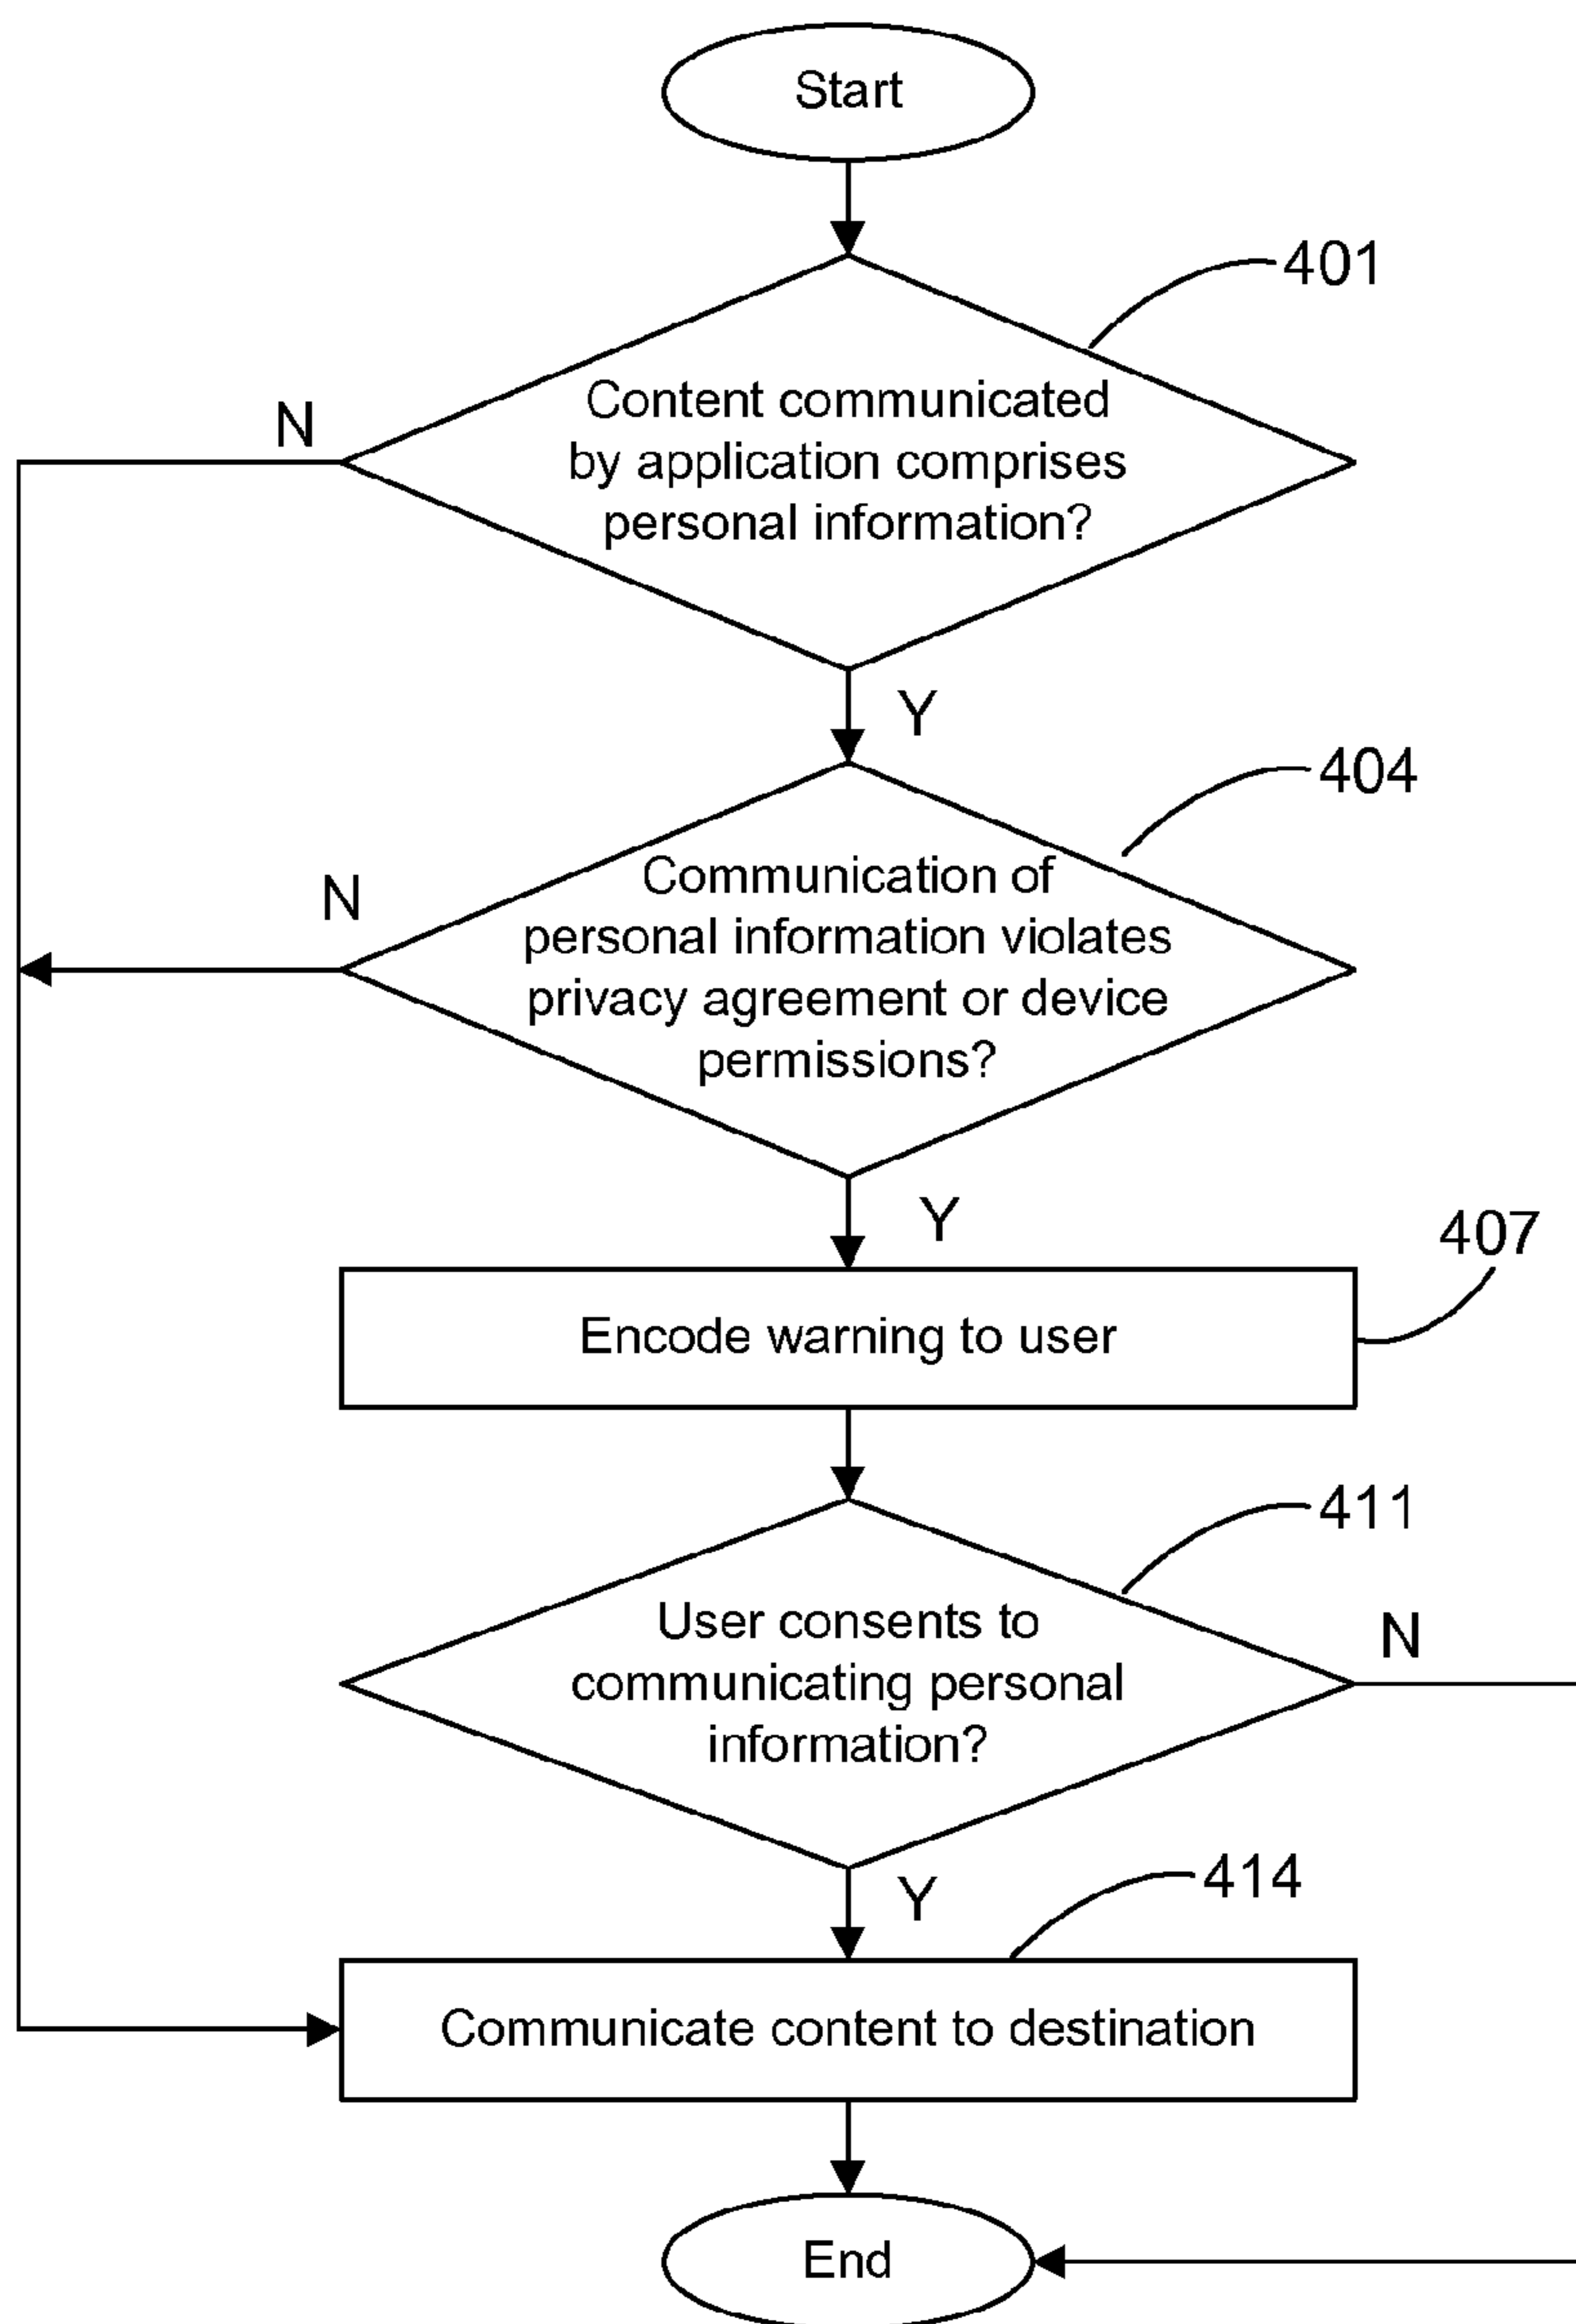 Start
401
Content communicated
by application comprises
personal information?
N
Y
404
Communication of
personal information violates
privacy agreement or device
permissions?
N
Y
407
Encode warning to user
411
User consents to
communicating personal
information?
N
Y
414
Communicate content to destination
End